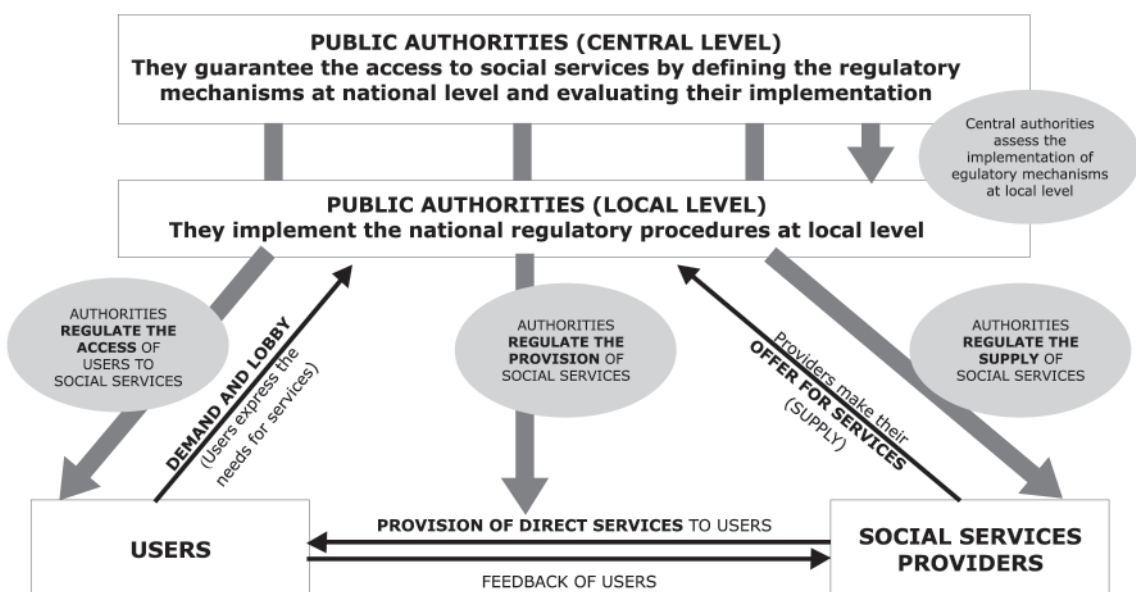 PUBLIC AUTHORITIES (CENTRAL LEVEL)
They guarantee the access to social services by defining the regulatory
mechanisms at national level and evaluating their implementation
Central authorities
assess the
implementation of
egulatory mechanisms
at local level
PUBLIC AUTHORITIES (LOCAL LEVEL)
They implement the national regulatory procedures at local level
AUTHORITIES
REGULATE THE
ACCESS OF
USERS TO
SOCIAL SERVICES
DEMAND AND LOBBY
(Users express the
needs for services)
AUTHORITIES
REGULATE THE
PROVISION OF
SOCIAL SERVICES
Providers make their
OFFER FOR SERVICES
(SUPPLY)
AUTHORITIES
REGULATE THE
SUPPLY OF
SOCIAL SERVICES
USERS
PROVISION OF DIRECT SERVICES TO USERS
FEEDBACK OF USERS
SOCIAL SERVICES
PROVIDERS